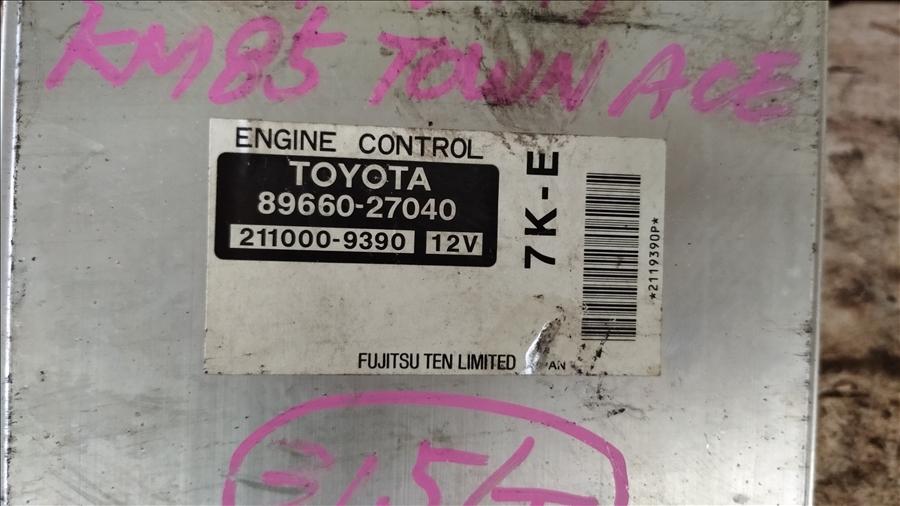 KM85 TOWN ACE
ENGINE CONTROL
TOYOTA
89660-27040
211000-9390 12V
7K-E
*2119390P*
FUJITSU TEN LIMITED